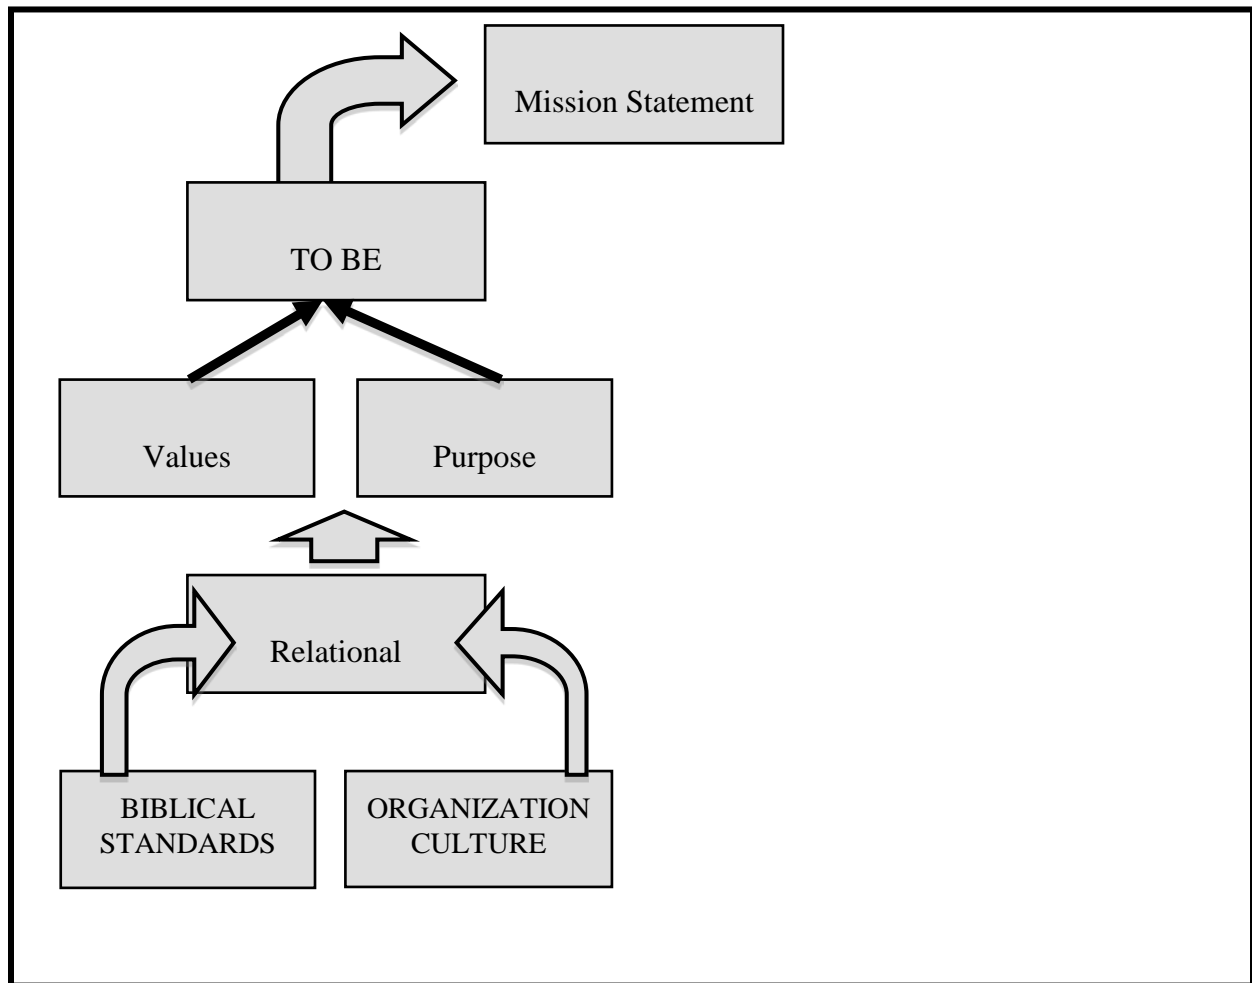 Mission Statement
TO BE
Values
Purpose
Relational
BIBLICAL
STANDARDS
ORGANIZATION
CULTURE